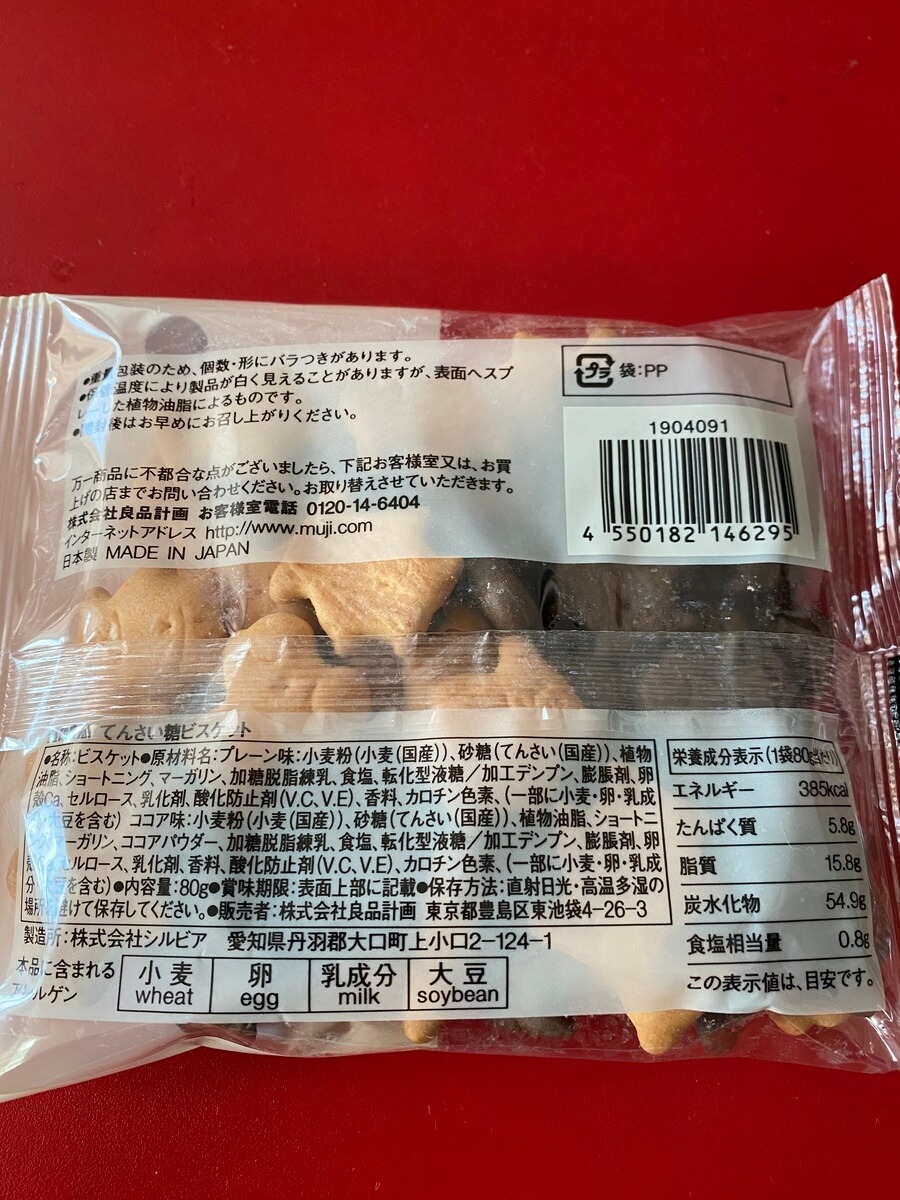 •重量包装のため、個数・形にバラつきがあります。
•保管温度により製品が白く見えることがありますが、表面へスプ
レーした植物油脂によるものです。
•開封後はお早めにお召し上がりください。
プラ 袋:PP
1904091
4 550182 146295
万一商品に不都合な点がございましたら、下記お客様室又は、お買
上げの店までお問い合わせください。お取り替えさせていただきます。
株式会社良品計画 お客様室電話 0120-14-6404
インターネットアドレス http://www.muji.com
日本製 MADE IN JAPAN
てんさい糖ビスケット
●名称:ビスケット●原材料名:プレーン味:小麦粉(小麦(国産))、砂糖(てんさい(国産))、植物
油脂、ショートニング、マーガリン、加糖脱脂練乳、食塩、転化型液糖/加工デンプン、膨脹剤、卵
殻Ca、セルロース、乳化剤、酸化防止剤(V.C、V.E)、香料、カロチン色素、(一部に小麦・卵・乳成
大豆を含む) ココア味:小麦粉(小麦(国産))、砂糖(てんさい(国産))、植物油脂、ショートニ
マーガリン、ココアパウダー、加糖脱脂練乳、食塩、転化型液糖/加工デンプン、膨脹剤、卵
セルロース、乳化剤、香料、酸化防止剤(V.C、V.E)、カロチン色素、(一部に小麦・卵・乳成
分・大豆を含む)●内容量:80g●賞味期限:表面上部に記載●保存方法:直射日光・高温多湿の
場所を避けて保存してください。●販売者:株式会社良品計画 東京都豊島区東池袋4-26-3
製造所:株式会社シルビア 愛知県丹羽郡大口町上小口2-124-1
本品に含まれる
アレルゲン
小麦 wheat
卵 egg
乳成分 milk
大豆 soybean
栄養成分表示(1袋80g当たり)
エネルギー 385kcal
たんぱく質 5.8g
脂質 15.8g
炭水化物 54.9g
食塩相当量 0.8g
この表示値は、目安です。